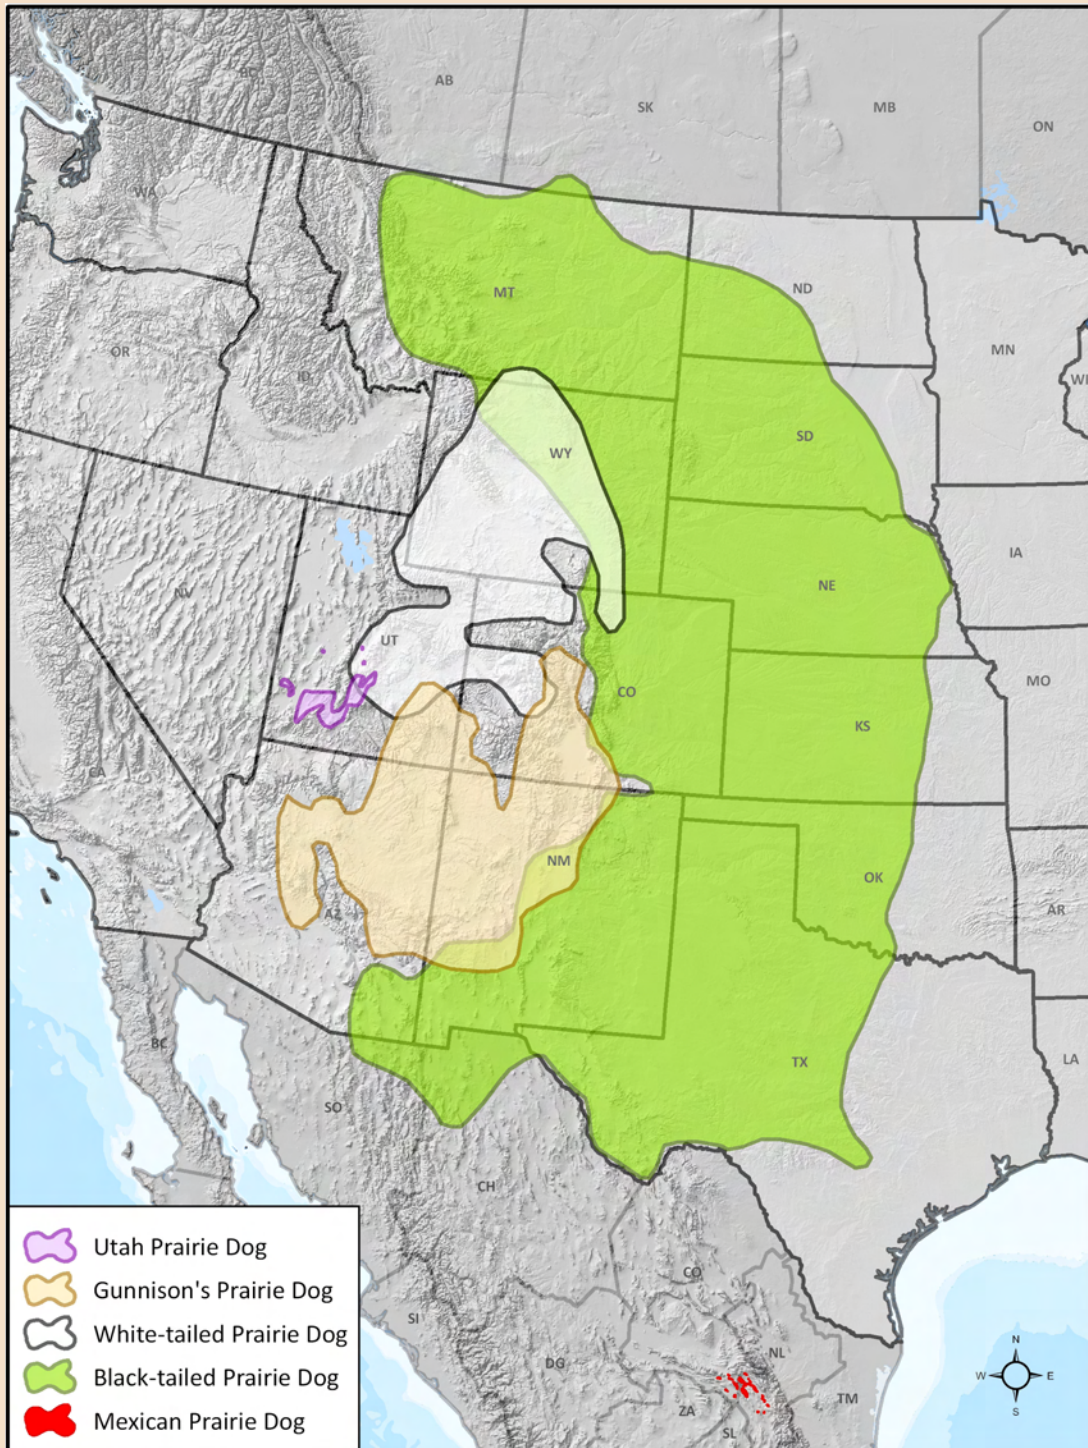 BC
AB
SK
MB
ON
WA
MT
ND
OR
ID
MN
WI
WY
SD
IA
NV
NE
UT
CO
MO
KS
CA
NM
OK
AZ
AR
BC
TX
LA
SO
CH
CO
SI
DG
NL
ZA
TM
SL
Utah Prairie Dog
Gunnison's Prairie Dog
White-tailed Prairie Dog
Black-tailed Prairie Dog
Mexican Prairie Dog
N
W E
S